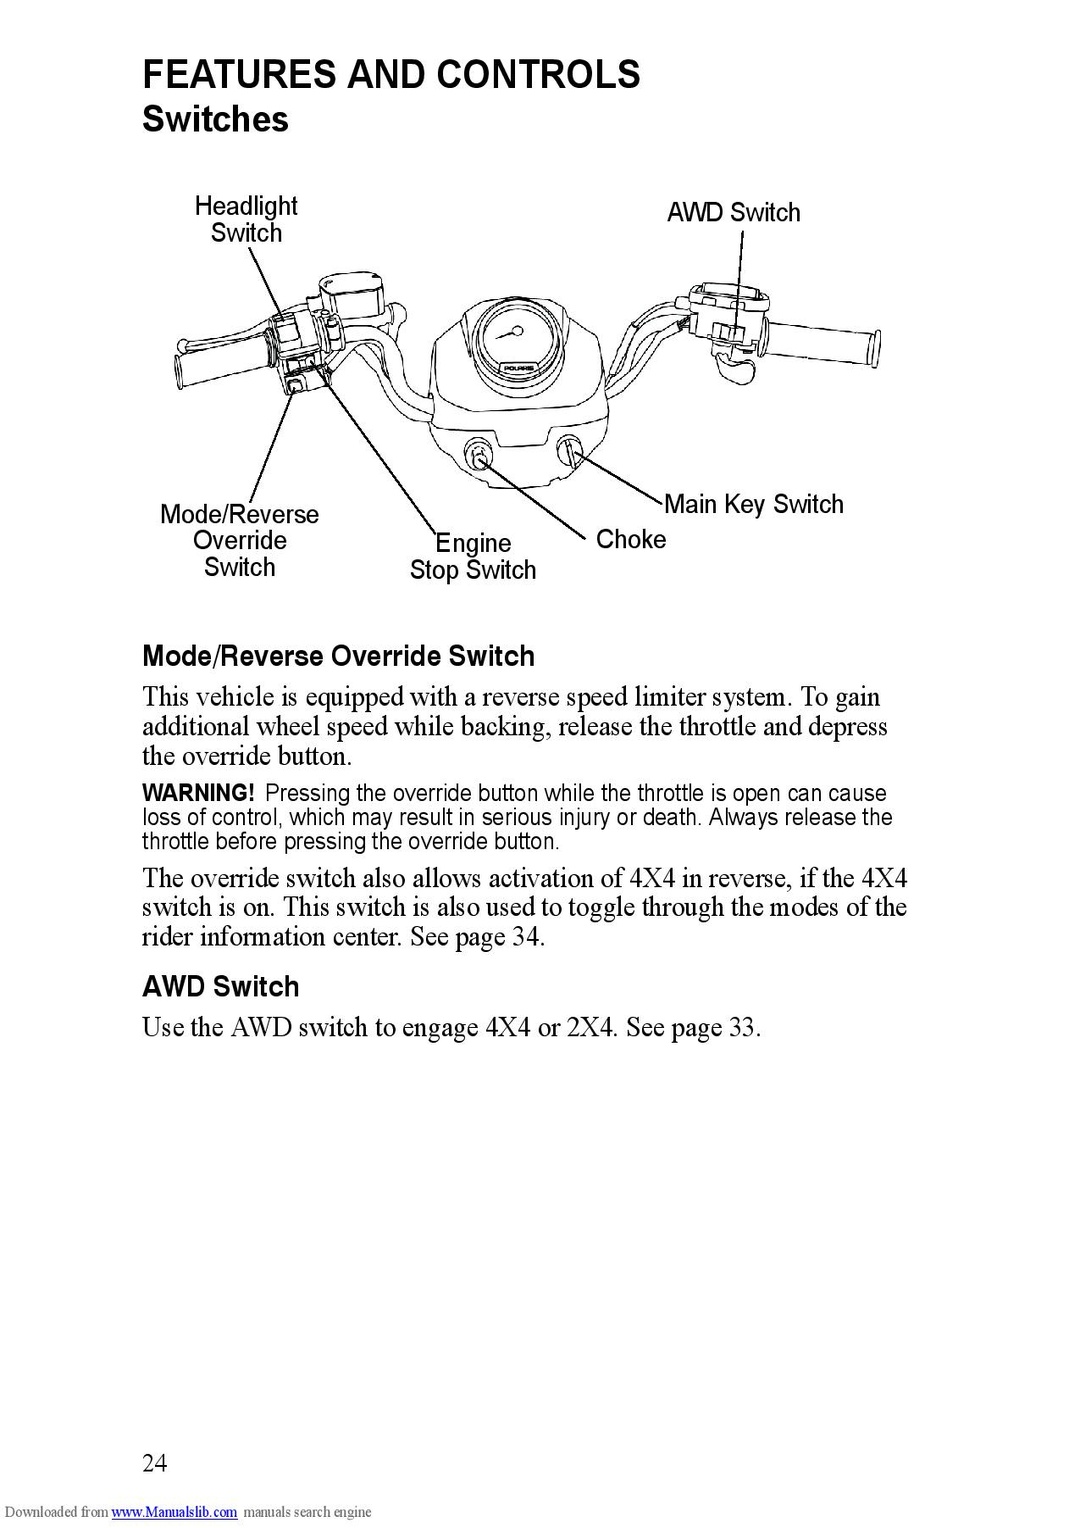 FEATURES AND CONTROLS
Switches
Headlight
Switch
AWD Switch
POLARIS
Mode/Reverse
Override
Switch
Engine
Stop Switch
Choke
Main Key Switch
Mode/Reverse Override Switch
This vehicle is equipped with a reverse speed limiter system. To gain
additional wheel speed while backing, release the throttle and depress
the override button.
WARNING! Pressing the override button while the throttle is open can cause
loss of control, which may result in serious injury or death. Always release the
throttle before pressing the override button.
The override switch also allows activation of 4X4 in reverse, if the 4X4
switch is on. This switch is also used to toggle through the modes of the
rider information center. See page 34.
AWD Switch
Use the AWD switch to engage 4X4 or 2X4. See page 33.
24
Downloaded from www.Manualslib.com manuals search engine